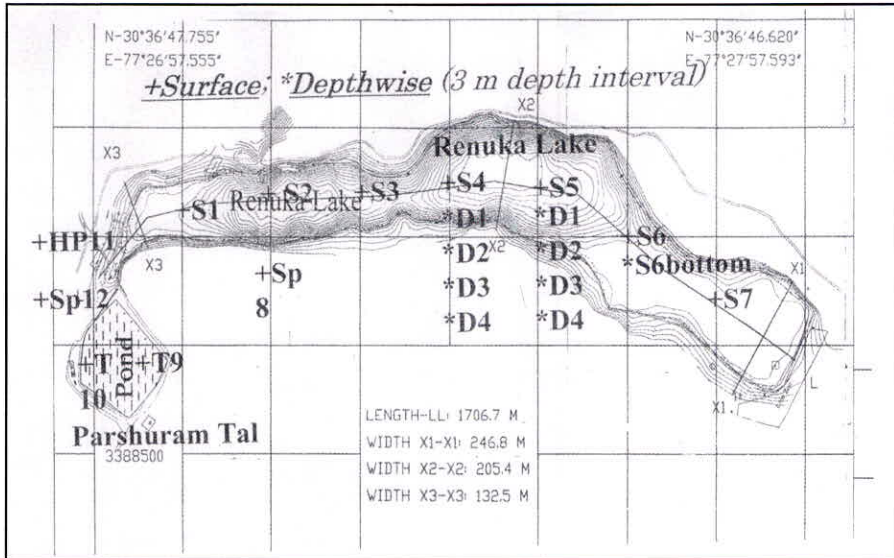 N-30°36'47.755"
E-77°26'57.555"
N-30°36'46.620"
E-77°27'57.593"
+Surface; *Depthwise (3 m depth interval)
X2
Renuka Lake
X3
+S1
Renuka Lake
+S2
+S3
+S4
+S5
*D1
*D1
+HP11
X3
X2
+S6
*D2
*D2
*S6bottom
+Sp
8
X1
*D3
*D3
+S7
+Sp12
*D4
*D4
+T
10
Pond
+T9
L
X1
Parshuram Tal
3388500
LENGTH-LL: 1706.7 M
WIDTH X1-X1: 246.8 M
WIDTH X2-X2: 205.4 M
WIDTH X3-X3: 132.5 M